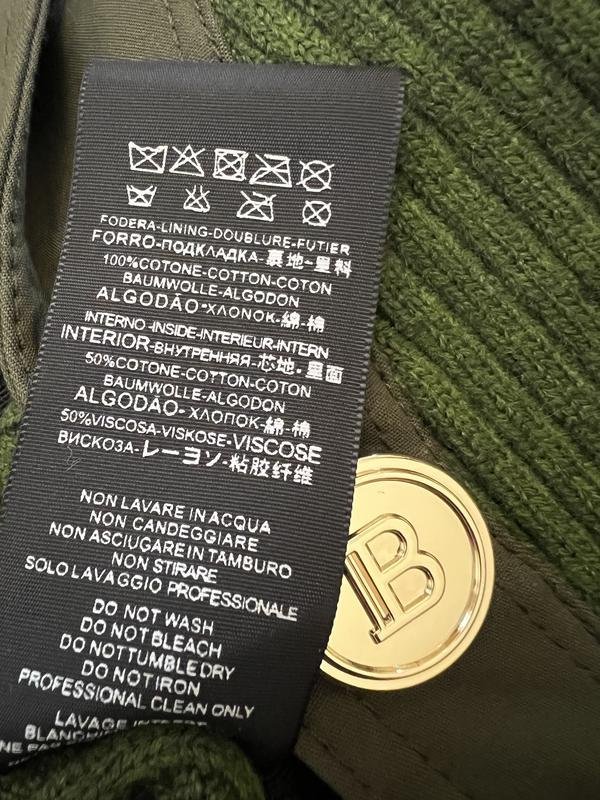 FODERA-LINING-DOUBLURE-FUTIER
FORRO-ПОДКЛАДКА-裏地-里料
100%COTONE-COTTON-COTON
BAUMWOLLE-ALGODON
ALGODÃO-ХЛОПОК-綿-棉
INTERNO-INSIDE-INTERIEUR-INTERN
INTERIOR-ВНУТРЕННЯЯ-芯地-里面
50%COTONE-COTTON-COTON
BAUMWOLLE-ALGODON
ALGODÃO-ХЛОПОК-綿-棉
50%VISCOSA-VISKOSE-VISCOSE
ВИСКОЗА-レーヨソ-粘胶纤维
NON LAVARE IN ACQUA
NON CANDEGGIARE
NON ASCIUGARE IN TAMBURO
NON STIRARE
SOLO LAVAGGIO PROFESSIONALE
DO NOT WASH
DO NOT BLEACH
DO NOT TUMBLE DRY
DO NOT IRON
PROFESSIONAL CLEAN ONLY
LAVAGE
B